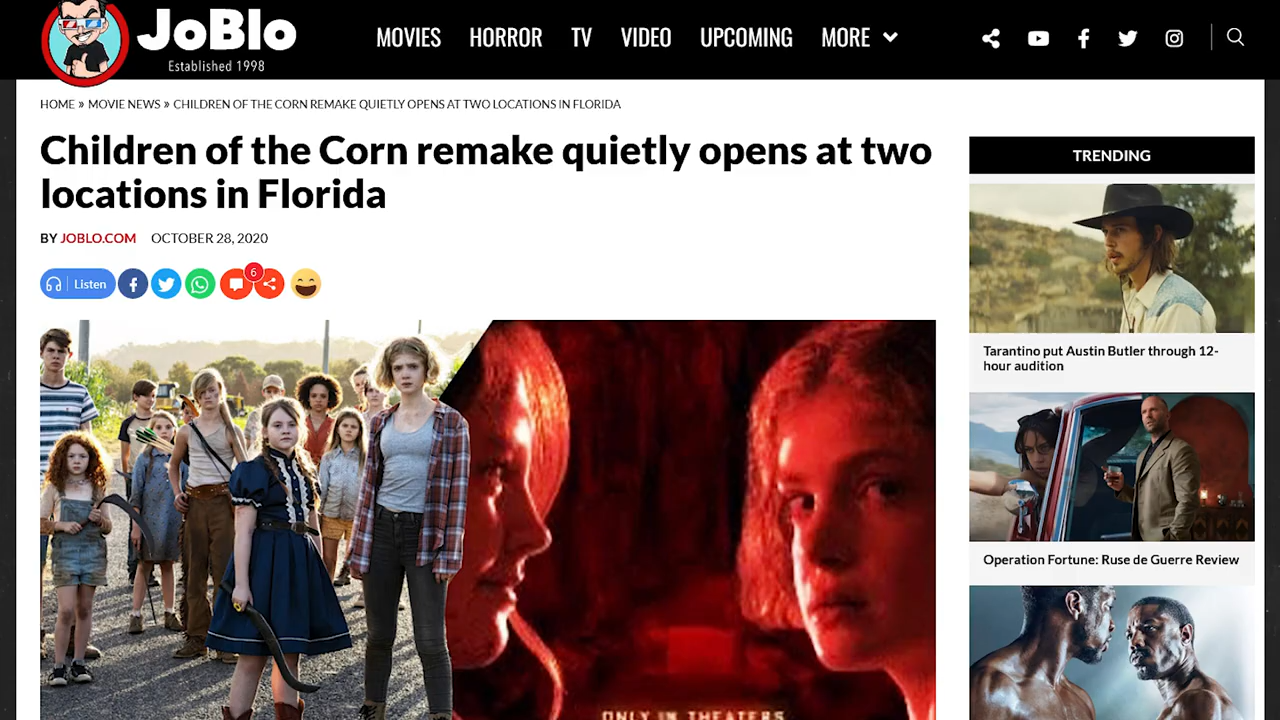 JoBlo
Established 1998
MOVIES HORROR TV VIDEO UPCOMING MORE
HOME » MOVIE NEWS » CHILDREN OF THE CORN REMAKE QUIETLY OPENS AT TWO LOCATIONS IN FLORIDA
Children of the Corn remake quietly opens at two
locations in Florida
BY JOBLO.COM OCTOBER 28, 2020
Listen
6
ONLY IN THEATERS
TRENDING
Tarantino put Austin Butler through 12-
hour audition
Operation Fortune: Ruse de Guerre Review